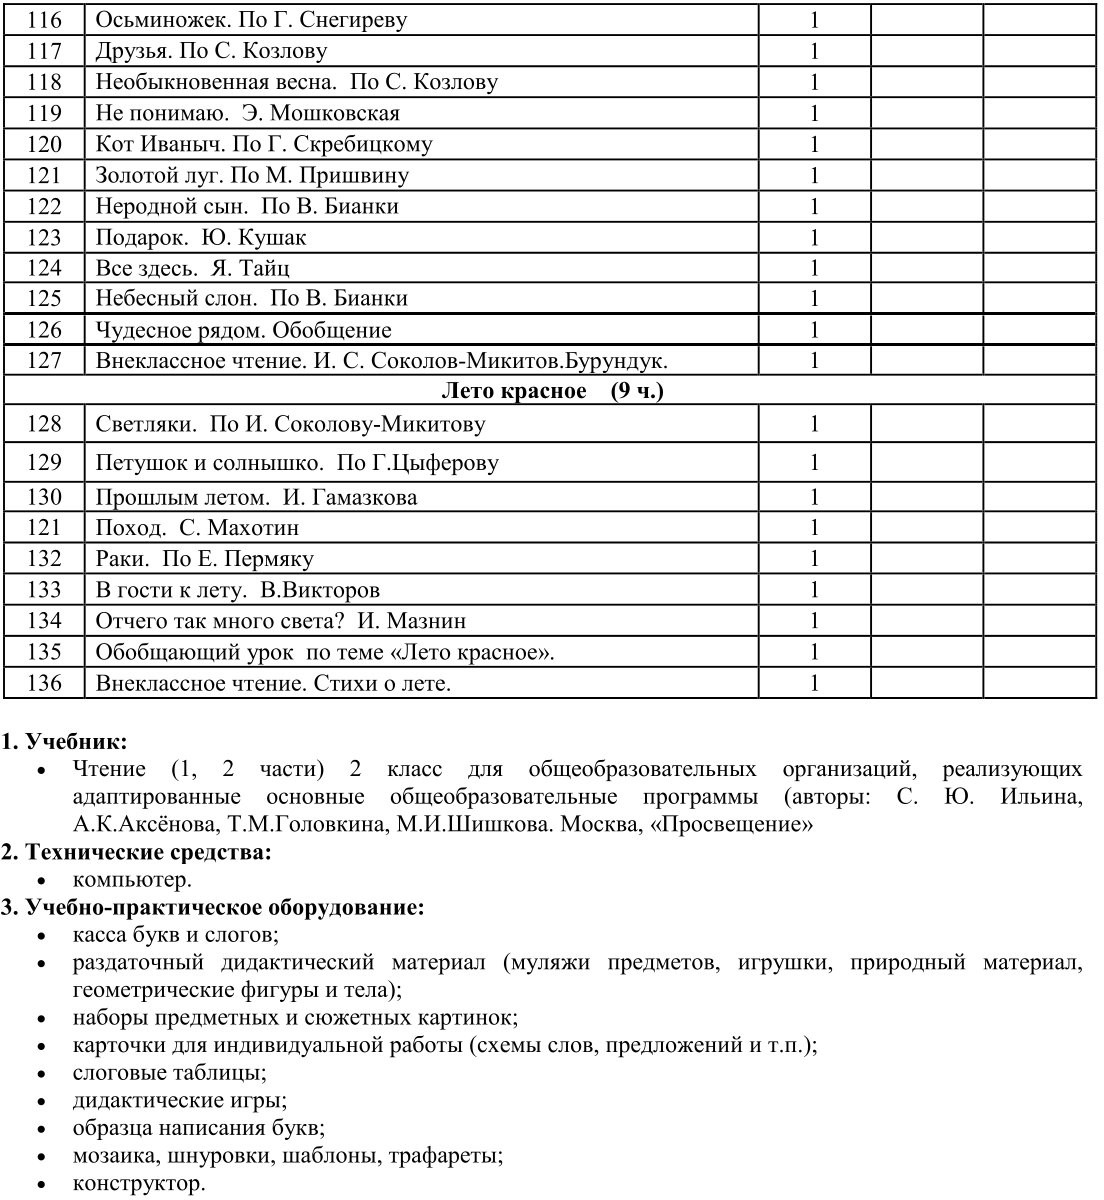 116 Осьминожек. По Г. Снегиреву 1
117 Друзья. По С. Козлову 1
118 Необыкновенная весна.  По С. Козлову 1
119 Не понимаю.  Э. Мошковская 1
120 Кот Иваныч. По Г. Скребицкому 1
121 Золотой луг. По М. Пришвину 1
122 Неродной сын.  По В. Бианки 1
123 Подарок.  Ю. Кушак 1
124 Все здесь.  Я. Тайц 1
125 Небесный слон.  По В. Бианки 1
126 Чудесное рядом. Обобщение 1
127 Внеклассное чтение. И. С. Соколов-Микитов.Бурундук. 1
Лето красное    (9 ч.)
128 Светляки.  По И. Соколову-Микитову 1
129 Петушок и солнышко.  По Г.Цыферову 1
130 Прошлым летом.  И. Гамазкова 1
121 Поход.  С. Махотин 1
132 Раки.  По Е. Пермяку 1
133 В гости к лету.  В.Викторов 1
134 Отчего так много света?  И. Мазнин 1
135 Обобщающий урок  по теме «Лето красное». 1
136 Внеклассное чтение. Стихи о лете. 1
1. Учебник:
• Чтение (1, 2 части) 2 класс для общеобразовательных организаций, реализующих
адаптированные основные общеобразовательные программы (авторы: С. Ю. Ильина,
А.К.Аксёнова, Т.М.Головкина, М.И.Шишкова. Москва, «Просвещение»
2. Технические средства:
• компьютер.
3. Учебно-практическое оборудование:
• касса букв и слогов;
• раздаточный дидактический материал (муляжи предметов, игрушки, природный материал,
геометрические фигуры и тела);
• наборы предметных и сюжетных картинок;
• карточки для индивидуальной работы (схемы слов, предложений и т.п.);
• слоговые таблицы;
• дидактические игры;
• образца написания букв;
• мозаика, шнуровки, шаблоны, трафареты;
• конструктор.